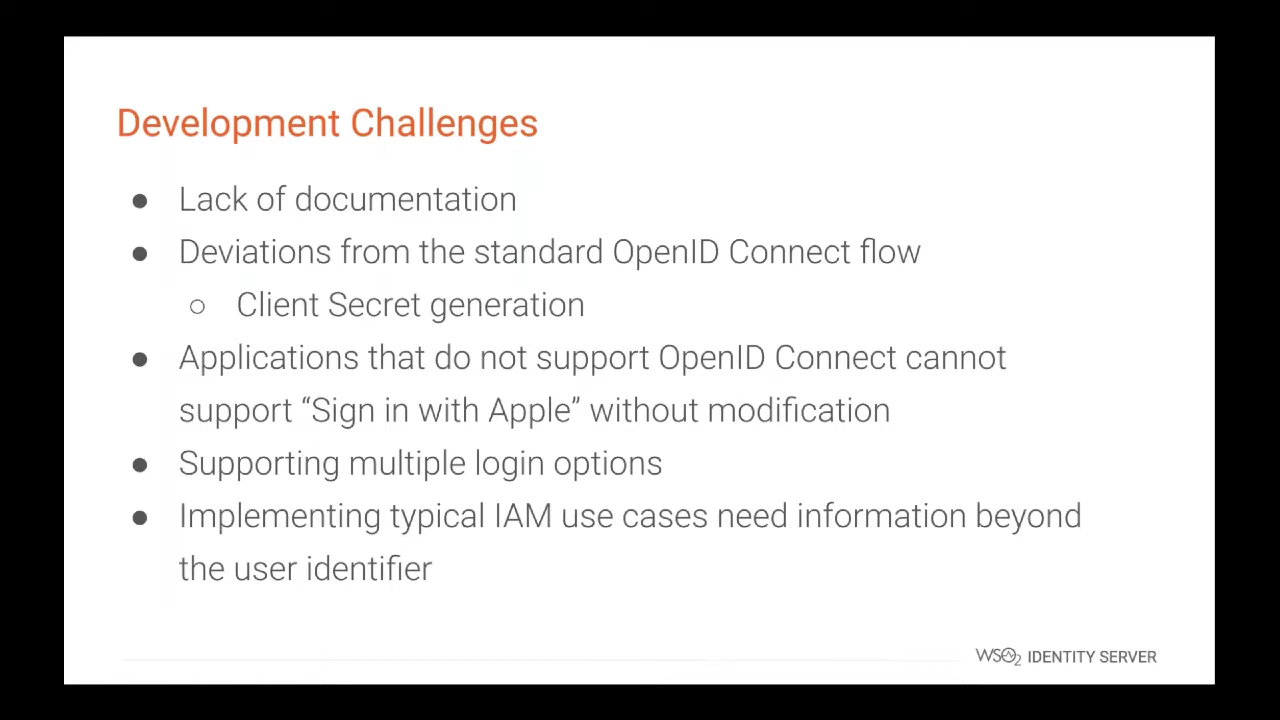 Development Challenges
● Lack of documentation
● Deviations from the standard OpenID Connect flow
○ Client Secret generation
● Applications that do not support OpenID Connect cannot
support “Sign in with Apple” without modification
● Supporting multiple login options
● Implementing typical IAM use cases need information beyond
the user identifier
WSO2 IDENTITY SERVER